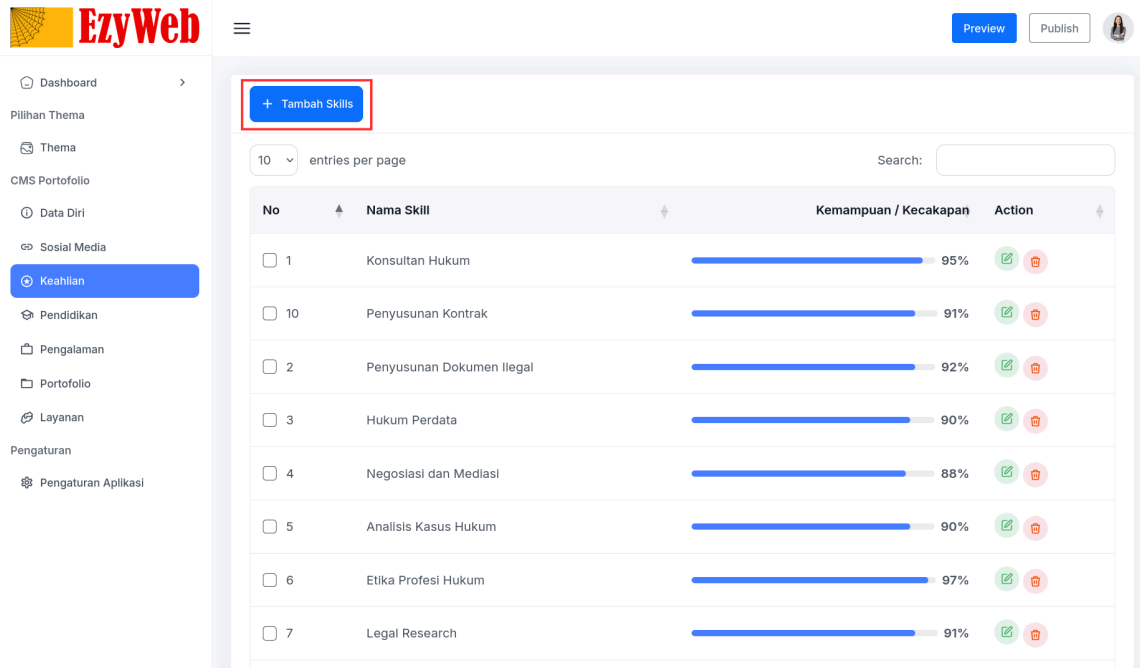 EzyWeb
Preview
Publish
Dashboard
Pilihan Thema
Thema
CMS Portofolio
Data Diri
Sosial Media
Keahlian
Pendidikan
Pengalaman
Portofolio
Layanan
Pengaturan
Pengaturan Aplikasi
+ Tambah Skills
10 entries per page Search:
No Nama Skill Kemampuan / Kecakapan Action
1 Konsultan Hukum 95%
10 Penyusunan Kontrak 91%
2 Penyusunan Dokumen Ilegal 92%
3 Hukum Perdata 90%
4 Negosiasi dan Mediasi 88%
5 Analisis Kasus Hukum 90%
6 Etika Profesi Hukum 97%
7 Legal Research 91%